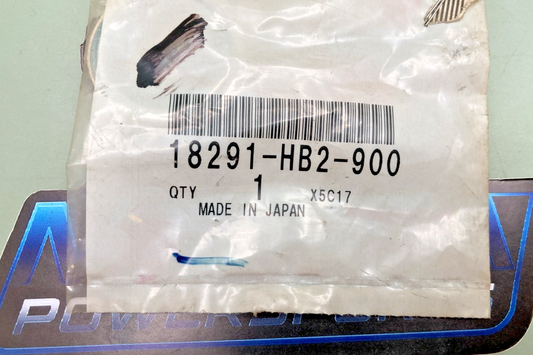 18291-HB2-900
QTY 1 X5C17
MADE IN JAPAN